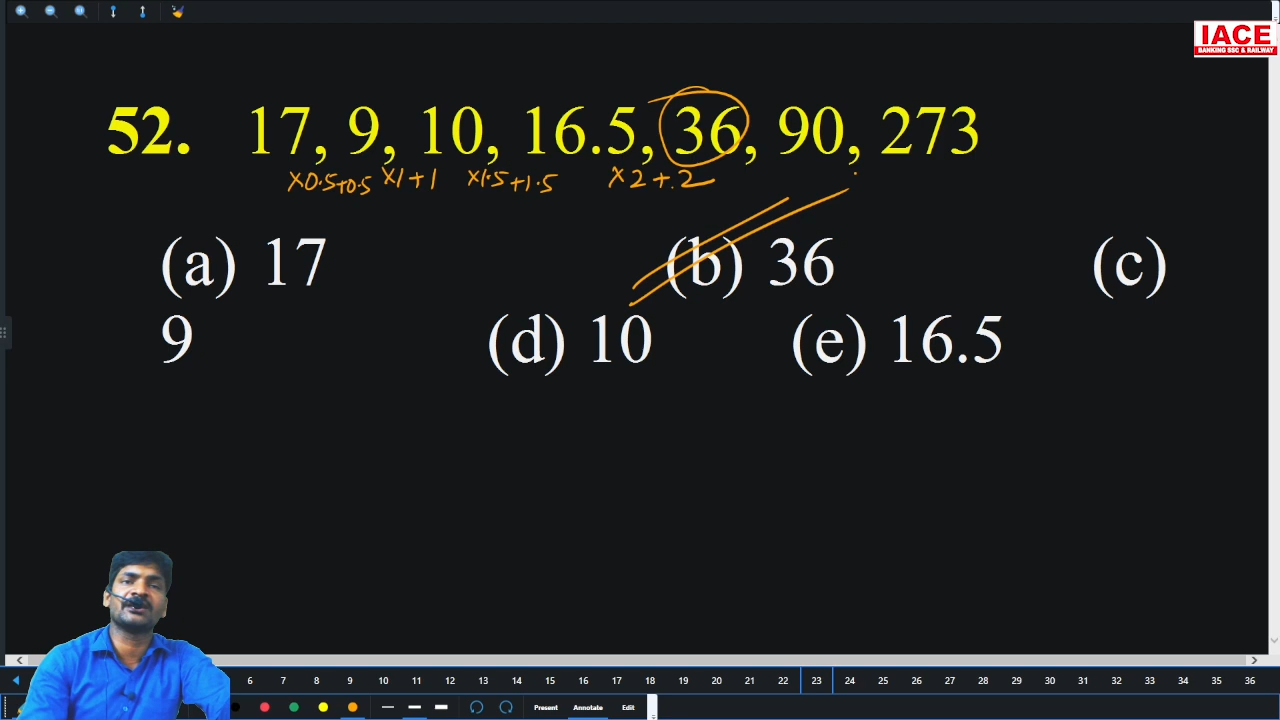 IACE
BANKING SSC & RAILWAY
52. 17, 9, 10, 16.5, 36, 90, 273
×0.5+0.5 ×1+1 ×1.5+1.5 ×2+2
(a) 17 (b) 36 (c)
9 (d) 10 (e) 16.5
6 7 8 9 10 11 12 13 14 15 16 17 18 19 20 21 22 23 24 25 26 27 28 29 30 31 32 33 34 35 36
Present Annotate Edit